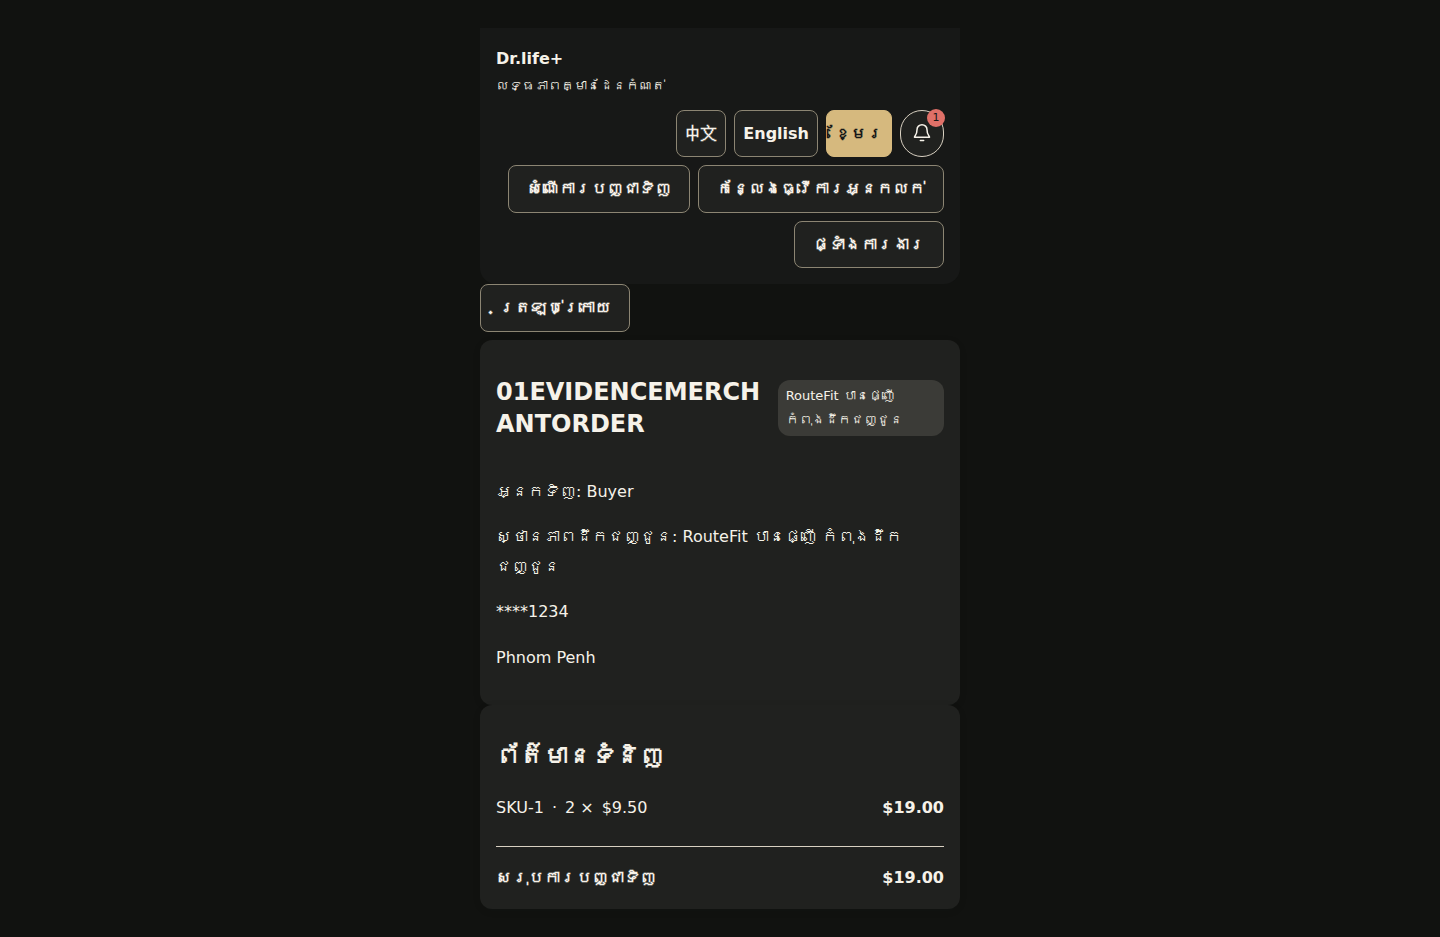 Dr.life+
លទ្ធភាពគ្មានដែនកំណត់
中文 English ខ្មែរ 1
សំណើការបញ្ជាទិញ កន្លែងធ្វើការអ្នកលក់
ផ្ទាំងការងារ
ត្រឡប់ក្រោយ
01EVIDENCEMERCH
ANTORDER
RouteFit បានផ្ញើ
កំពុងដឹកជញ្ជូន
អ្នកទិញ: Buyer
ស្ថានភាពដឹកជញ្ជូន: RouteFit បានផ្ញើ កំពុងដឹក
ជញ្ជូន
****1234
Phnom Penh
ព័ត៌មានទំនិញ
SKU-1 · 2 × $9.50 $19.00
សរុបការបញ្ជាទិញ $19.00